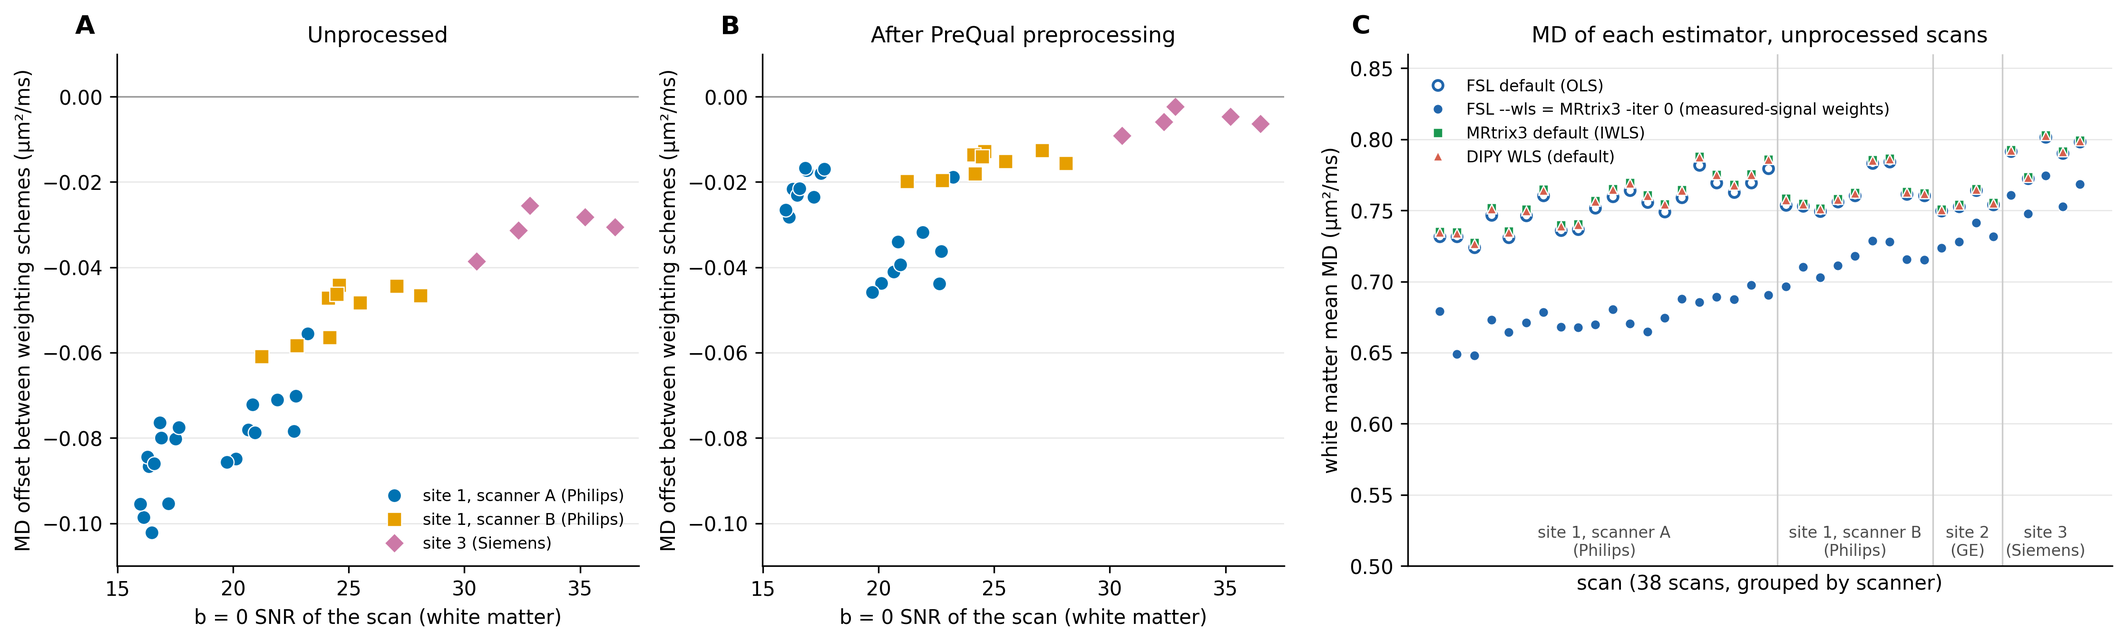 A
Unprocessed
MD offset between weighting schemes (µm²/ms)
0.00
−0.02
−0.04
−0.06
−0.08
−0.10
site 1, scanner A (Philips)
site 1, scanner B (Philips)
site 3 (Siemens)
15
20
25
30
35
b = 0 SNR of the scan (white matter)
B
After PreQual preprocessing
MD offset between weighting schemes (µm²/ms)
0.00
−0.02
−0.04
−0.06
−0.08
−0.10
15
20
25
30
35
b = 0 SNR of the scan (white matter)
C
MD of each estimator, unprocessed scans
white matter mean MD (µm²/ms)
0.85
0.80
0.75
0.70
0.65
0.60
0.55
0.50
FSL default (OLS)
FSL --wls = MRtrix3 -iter 0 (measured-signal weights)
MRtrix3 default (IWLS)
DIPY WLS (default)
site 1, scanner A
(Philips)
site 1, scanner B
(Philips)
site 2
(GE)
site 3
(Siemens)
scan (38 scans, grouped by scanner)